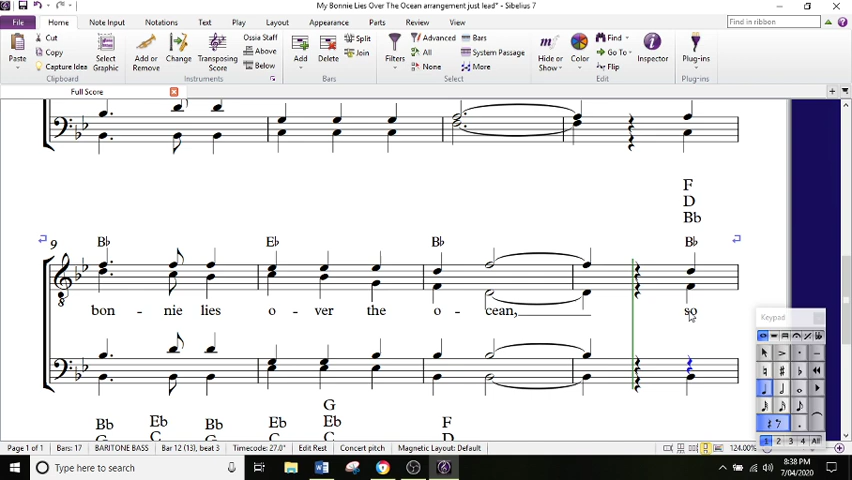 My Bonnie Lies Over The Ocean arrangement just lead* - Sibelius 7
File Home Note Input Notations Text Play Layout Appearance Parts Review View Find in ribbon
Paste Cut Copy Capture Idea Select Graphic Add or Remove Change Transposing Score Ossia Staff Above Below Add Delete Split Join Filters All Advanced None Bars System Passage More Hide or Show Color Find Go To Flip Inspector Plug-ins
Clipboard Instruments Bars Select Edit Plug-ins
Full Score
F
D
Bb
9 Bb Eb Bb Bb
8
bon - nie lies o - ver the o - cean, so
Keypad
G
Bb Eb Bb Eb Eb F
G C C D
1 2 3 4 All
Page 1 of 1 Bars: 17 BARITONE BASS Bar 12 (13), beat 3 Timecode: 27.0" Edit Rest Concert pitch Magnetic Layout: Default 124.00%
Type here to search
8:38 PM
7/04/2020